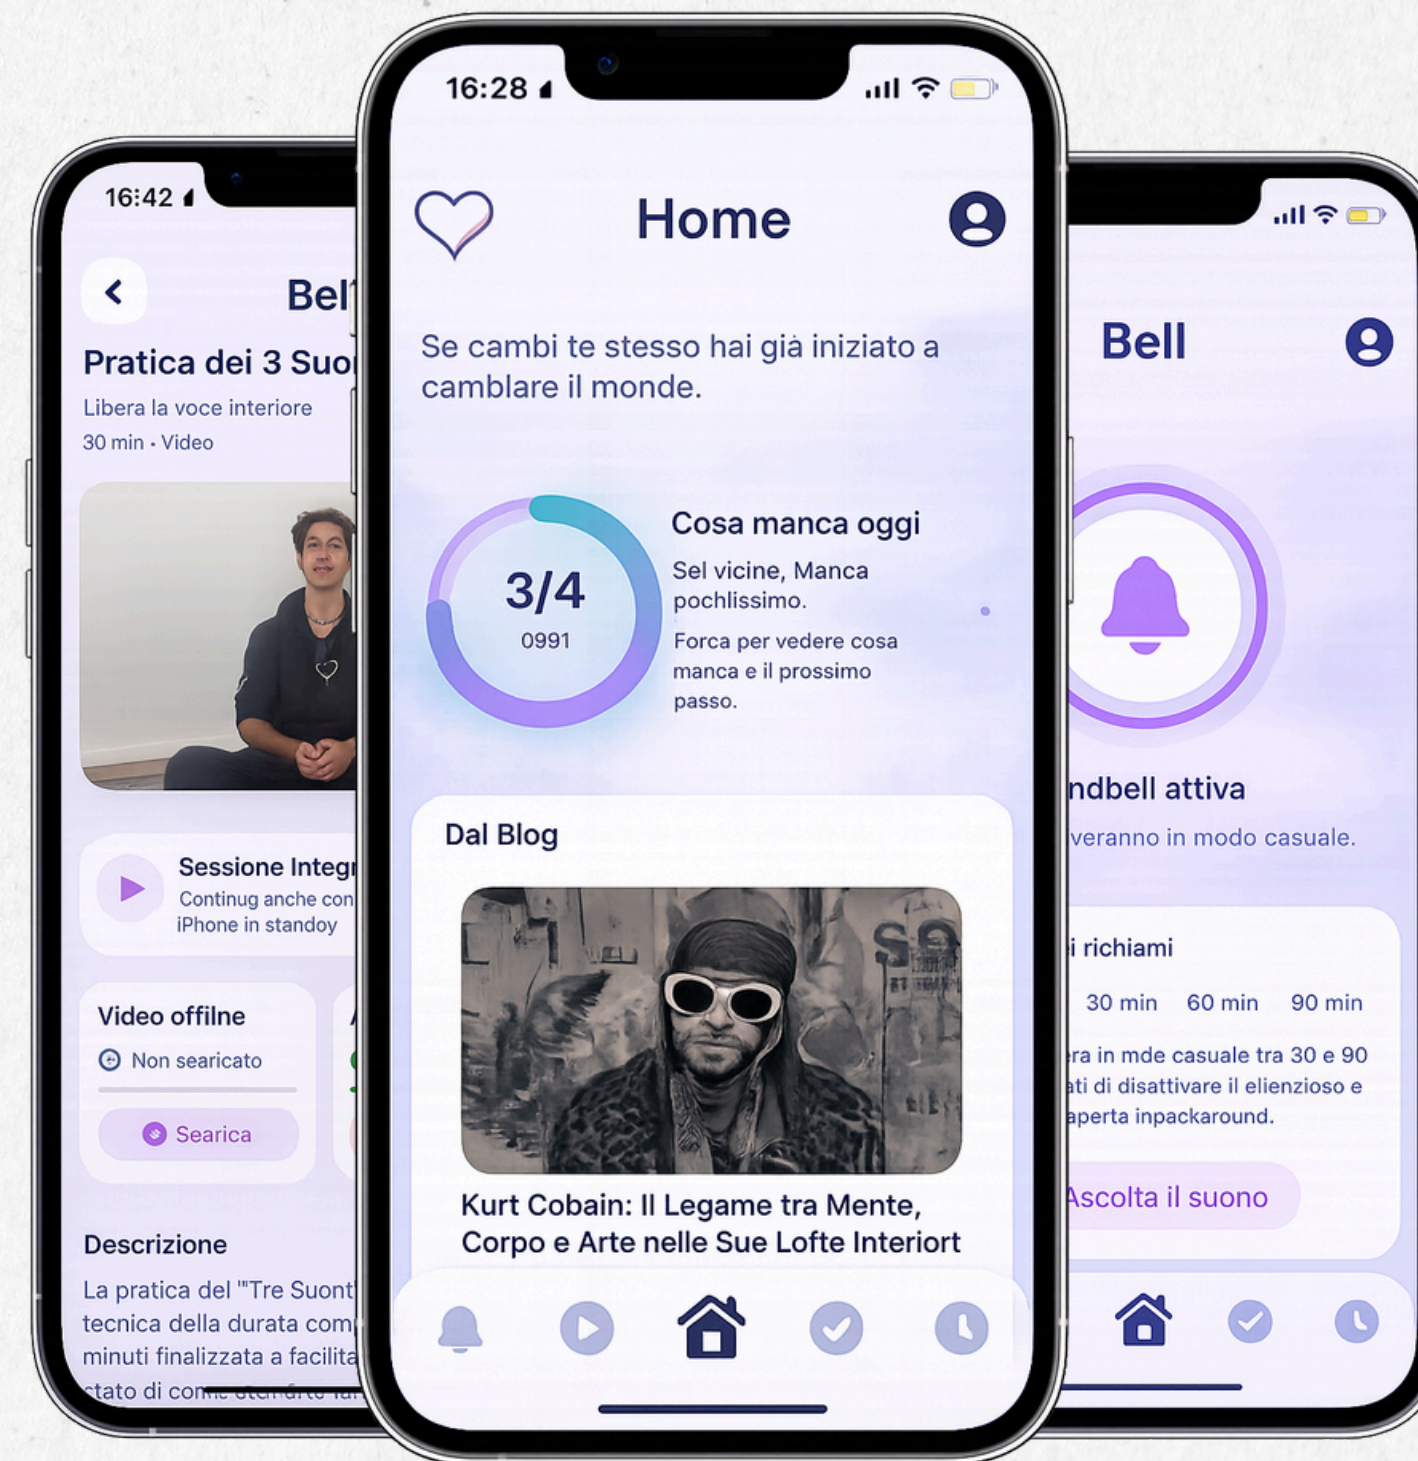 16:42
Bel
Pratica dei 3 Suo
Libera la voce interiore
30 min • Video
Sessione Integr
Continug anche con
iPhone in standoy
Video offilne
Non searicato
Searica
Descrizione
La pratica del "'Tre Suont'
tecnica della durata com
minuti finalizzata a facilita
stato di com
16:28
Home
Se cambi te stesso hai già iniziato a
camblare il monde.
3/4
0991
Cosa manca oggi
Sel vicine, Manca
pochlissimo.
Forca per vedere cosa
manca e il prossimo
passo.
Dal Blog
Kurt Cobain: Il Legame tra Mente,
Corpo e Arte nelle Sue Lofte Interiort
Bell
ndbell attiva
veranno in modo casuale.
i richiami
30 min 60 min 90 min
ra in mde casuale tra 30 e 90
ati di disattivare il elienzioso e
aperta inpackaround.
Ascolta il suono